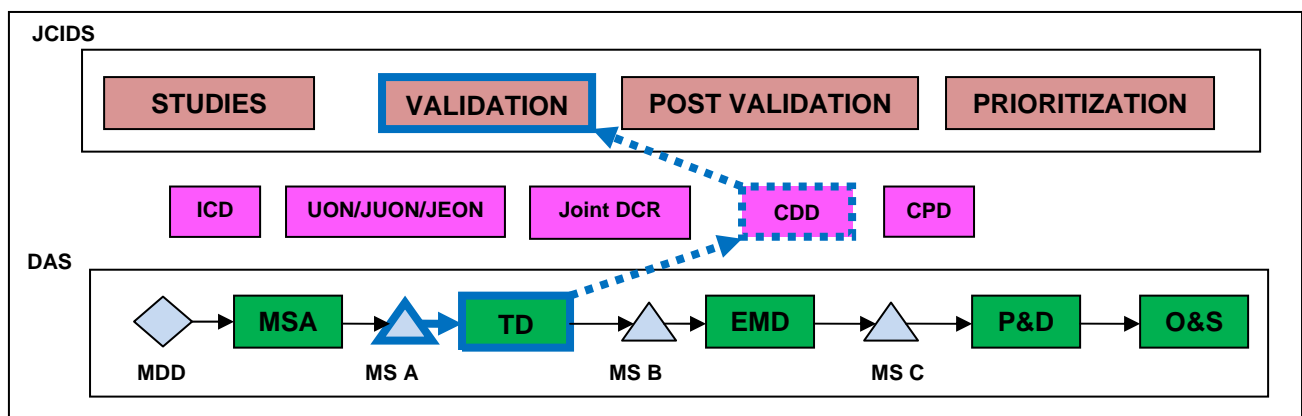 JCIDS
STUDIES VALIDATION POST VALIDATION PRIORITIZATION
ICD UON/JUON/JEON Joint DCR CDD CPD
DAS
MSA TD EMD P&D O&S
MDD MS A MS B MS C